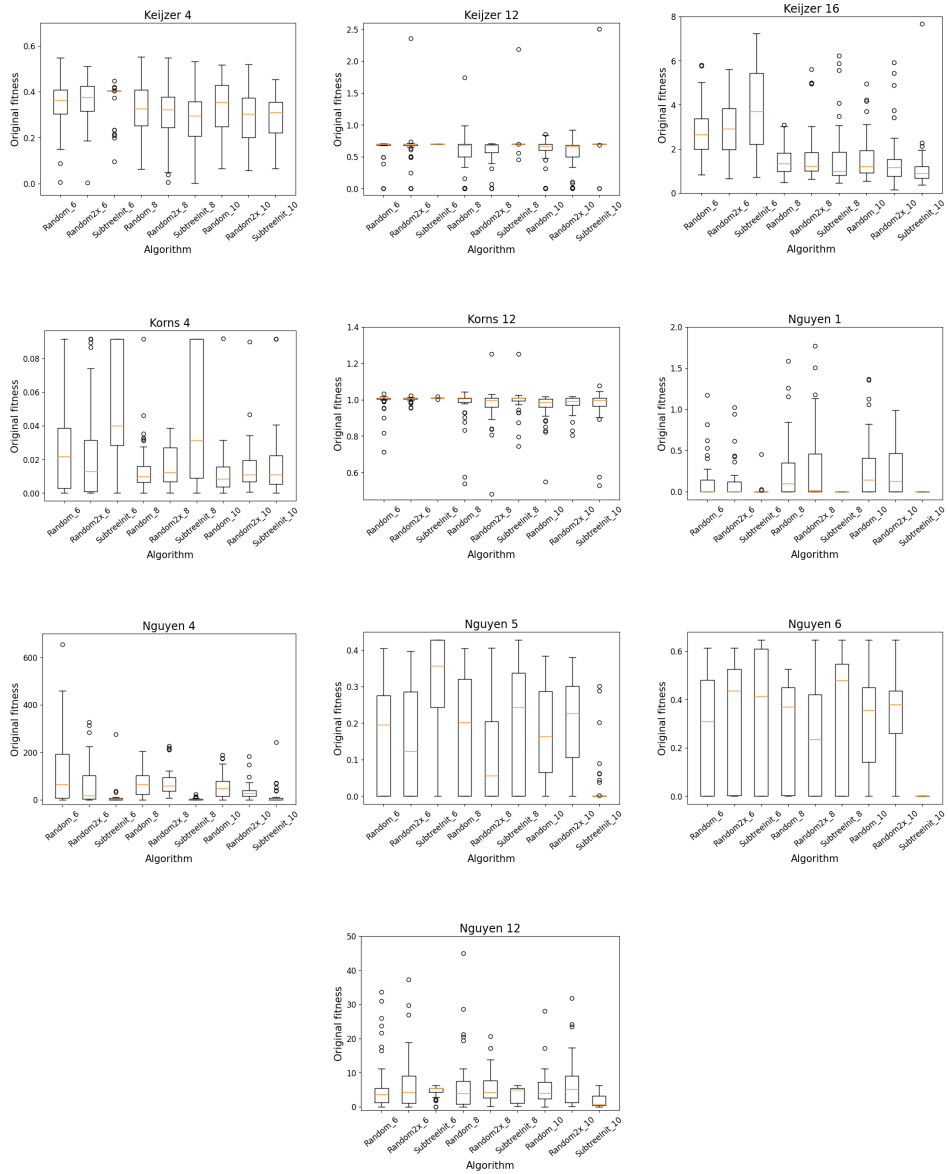 Keijzer 4
Original fitness
0.6
0.4
0.2
0.0
Random_6
Random2x_6
SubtreeInit_6
Random_8
Random2x_8
SubtreeInit_8
Random_10
Random2x_10
SubtreeInit_10
Algorithm
Keijzer 12
Original fitness
2.5
2.0
1.5
1.0
0.5
0.0
Random_6
Random2x_6
SubtreeInit_6
Random_8
Random2x_8
SubtreeInit_8
Random_10
Random2x_10
SubtreeInit_10
Algorithm
Keijzer 16
Original fitness
8
6
4
2
0
Random_6
Random2x_6
SubtreeInit_6
Random_8
Random2x_8
SubtreeInit_8
Random_10
Random2x_10
SubtreeInit_10
Algorithm
Korns 4
Original fitness
0.08
0.06
0.04
0.02
0.00
Random_6
Random2x_6
SubtreeInit_6
Random_8
Random2x_8
SubtreeInit_8
Random_10
Random2x_10
SubtreeInit_10
Algorithm
Korns 12
Original fitness
1.4
1.2
1.0
0.8
0.6
Random_6
Random2x_6
SubtreeInit_6
Random_8
Random2x_8
SubtreeInit_8
Random_10
Random2x_10
SubtreeInit_10
Algorithm
Nguyen 1
Original fitness
2.0
1.5
1.0
0.5
0.0
Random_6
Random2x_6
SubtreeInit_6
Random_8
Random2x_8
SubtreeInit_8
Random_10
Random2x_10
SubtreeInit_10
Algorithm
Nguyen 4
Original fitness
600
400
200
0
Random_6
Random2x_6
SubtreeInit_6
Random_8
Random2x_8
SubtreeInit_8
Random_10
Random2x_10
SubtreeInit_10
Algorithm
Nguyen 5
Original fitness
0.4
0.3
0.2
0.1
0.0
Random_6
Random2x_6
SubtreeInit_6
Random_8
Random2x_8
SubtreeInit_8
Random_10
Random2x_10
SubtreeInit_10
Algorithm
Nguyen 6
Original fitness
0.6
0.4
0.2
0.0
Random_6
Random2x_6
SubtreeInit_6
Random_8
Random2x_8
SubtreeInit_8
Random_10
Random2x_10
SubtreeInit_10
Algorithm
Nguyen 12
Original fitness
50
40
30
20
10
0
Random_6
Random2x_6
SubtreeInit_6
Random_8
Random2x_8
SubtreeInit_8
Random_10
Random2x_10
SubtreeInit_10
Algorithm